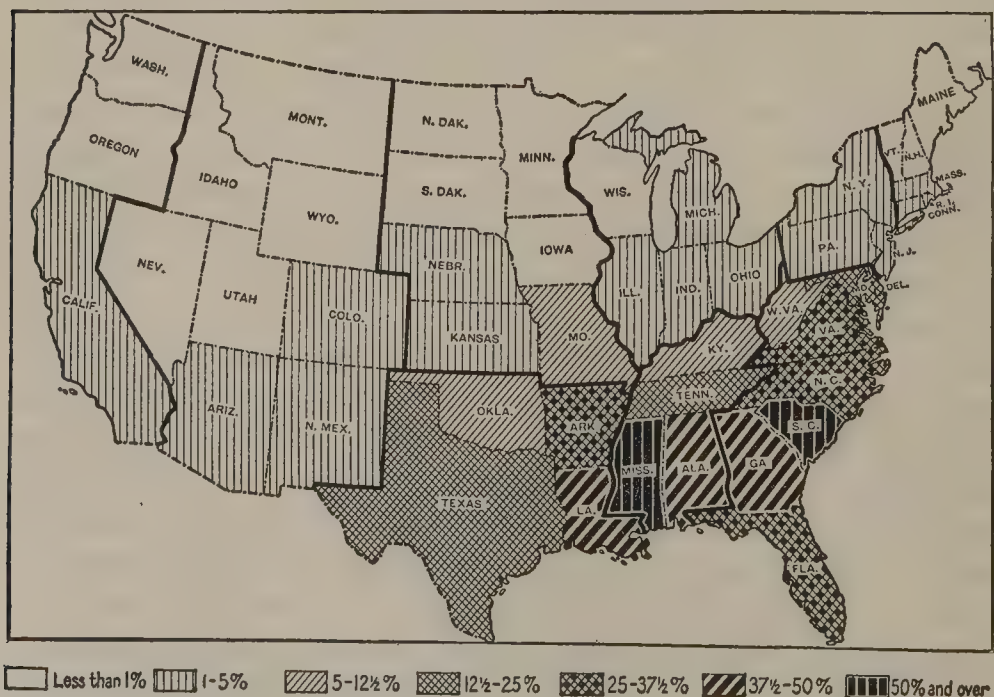 WASH.
OREGON
IDAHO
MONT.
WYO.
N. DAK.
S. DAK.
MINN.
WIS.
IOWA
NEBR.
KANSAS
NEV.
UTAH
COLO.
CALIF.
ARIZ.
N. MEX.
TEXAS
OKLA.
MO.
ARK
LA.
MISS.
ALA.
GA
FLA.
S. C.
N. C.
TENN.
KY.
VA.
W.VA.
MD
DEL.
ILL.
IND.
OHIO
MICH.
PA.
N. J.
N. Y.
VT.
N.H.
MAINE
MASS.
R. I.
CONN.
Less than 1% 1-5% 5-12½% 12½-25% 25-37½% 37½-50% 50% and over